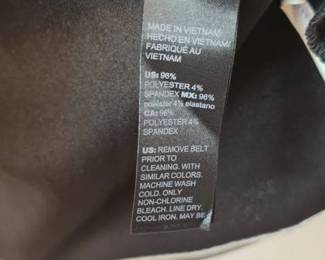 MADE IN VIETNAM/
HECHO EN VIETNAM/
FABRIQUÉ AU
VIETNAM
US: 96%
POLYESTER 4%
SPANDEX MX: 96%
poliéster 4% elastano
CA: 96%
POLYESTER 4%
SPANDEX
US: REMOVE BELT
PRIOR TO
CLEANING. WITH
SIMILAR COLORS.
MACHINE WASH
COLD. ONLY
NON-CHLORINE
BLEACH. LINE DRY.
COOL IRON. MAY BE